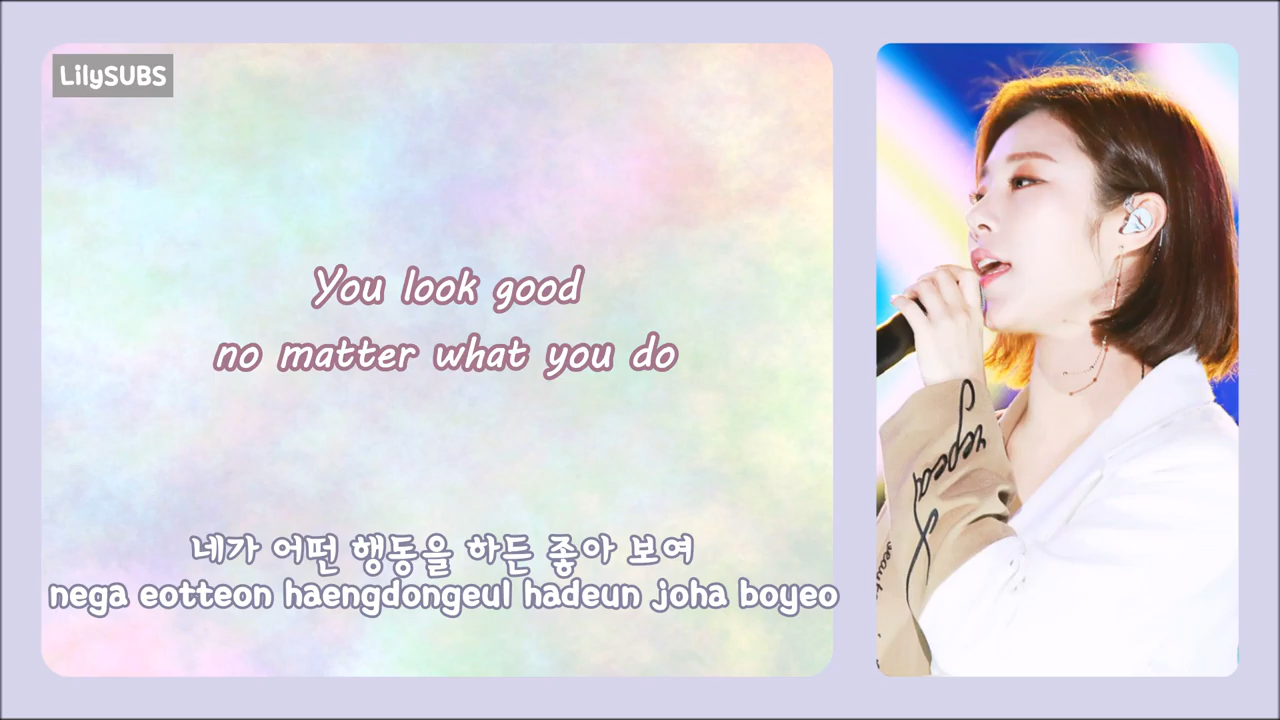 LilySUBS
You look good
no matter what you do
네가 어떤 행동을 하든 좋아 보여
nega eotteon haengdongeul hadeun joha boyeo